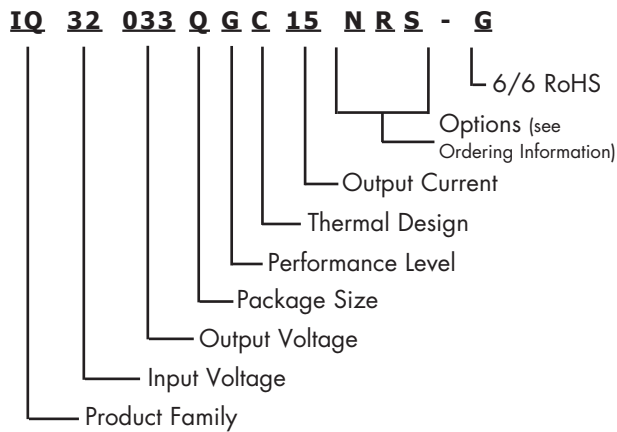 IQ 32 033 Q G C 15 N R S - G
6/6 RoHS
Options (see
Ordering Information)
Output Current
Thermal Design
Performance Level
Package Size
Output Voltage
Input Voltage
Product Family